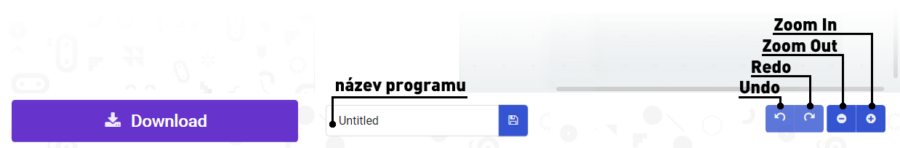 Zoom In
Zoom Out
Redo
Undo
název programu
Download
Untitled